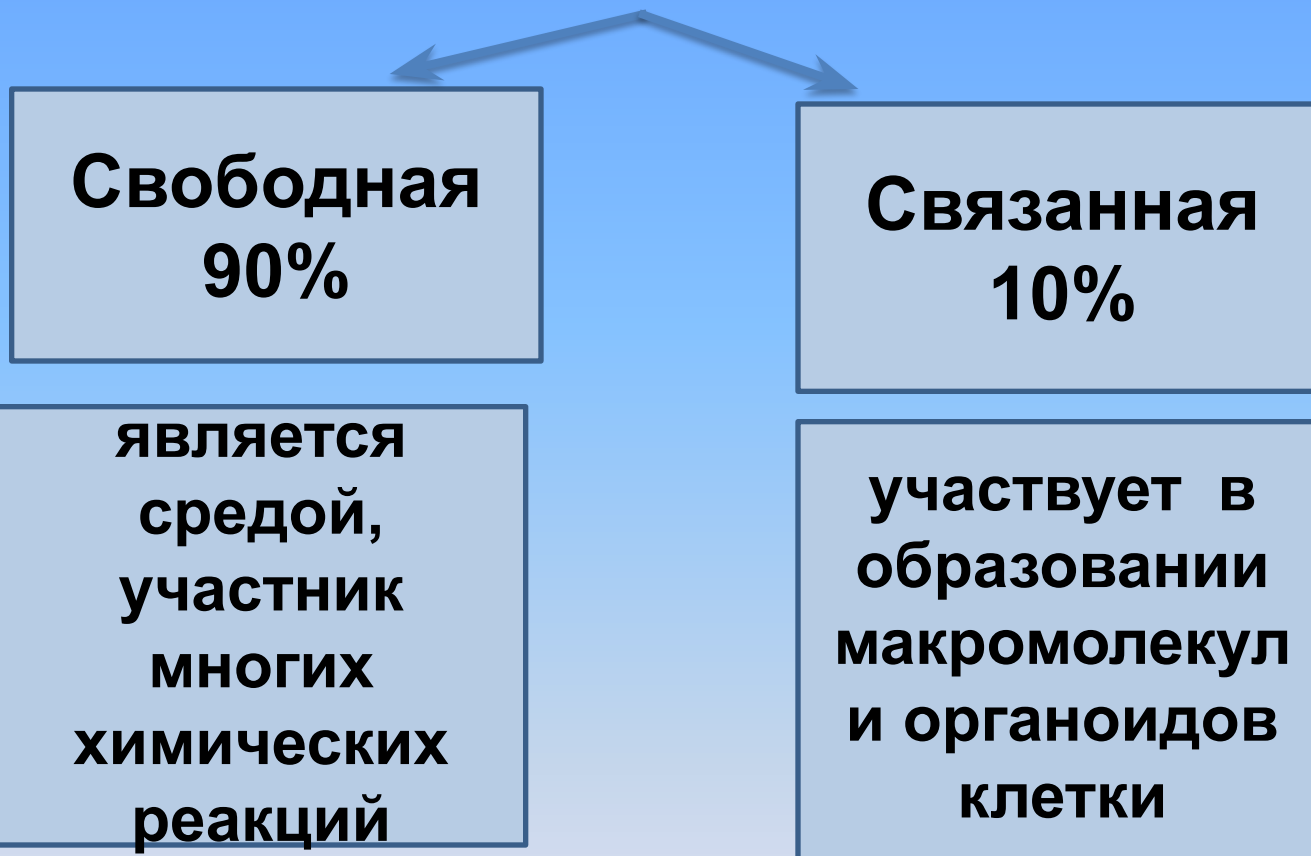 Свободная
90%
является
средой,
участник
многих
химических
реакций
Связанная
10%
участвует в
образовании
макромолекул
и органоидов
клетки